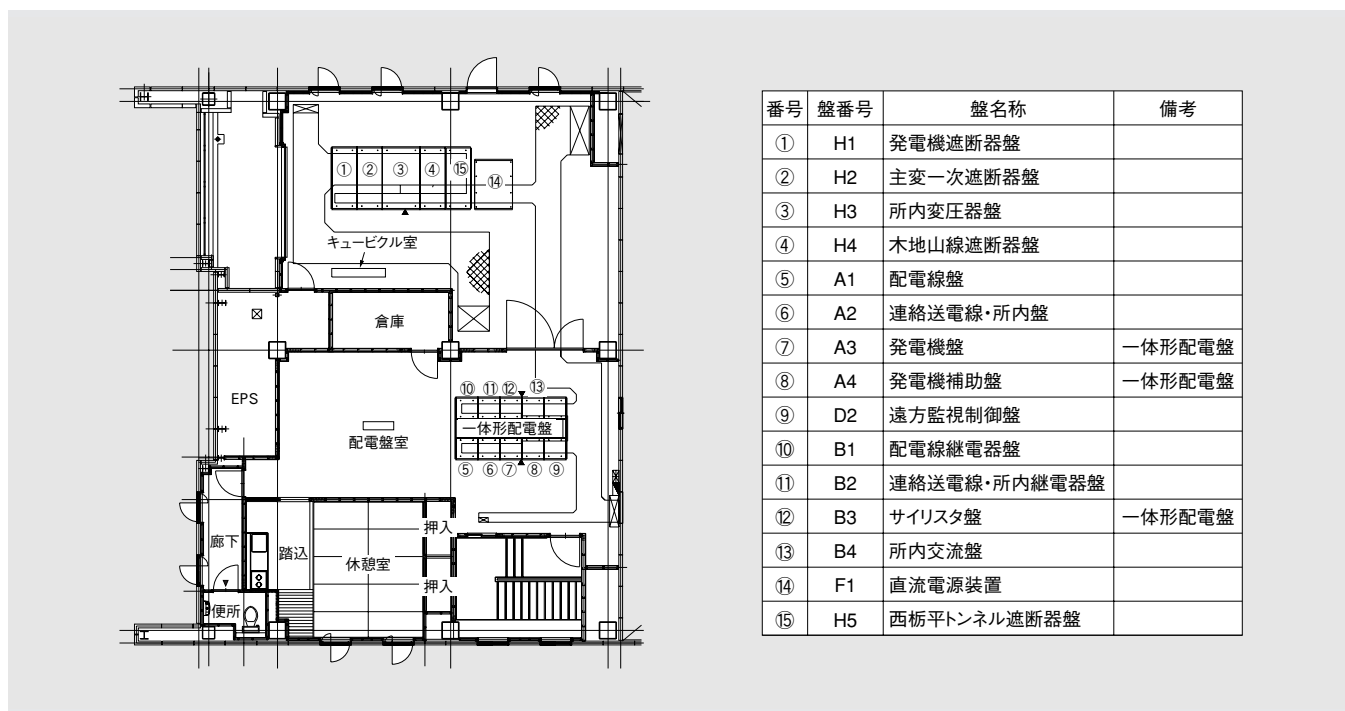 ① ② ③ ④ ⑮ ⑭
キュービクル室
倉庫
EPS
配電盤室
⑩ ⑪ ⑫ ⑬
一体形配電盤
⑤ ⑥ ⑦ ⑧ ⑨
廊下
踏込
休憩室
押入
押入
便所
番号 盤番号 盤名称 備考
① H1 発電機遮断器盤
② H2 主変一次遮断器盤
③ H3 所内変圧器盤
④ H4 木地山線遮断器盤
⑤ A1 配電線盤
⑥ A2 連絡送電線・所内盤
⑦ A3 発電機盤 一体形配電盤
⑧ A4 発電機補助盤 一体形配電盤
⑨ D2 遠方監視制御盤
⑩ B1 配電線継電器盤
⑪ B2 連絡送電線・所内継電器盤
⑫ B3 サイリスタ盤 一体形配電盤
⑬ B4 所内交流盤
⑭ F1 直流電源装置
⑮ H5 西栃平トンネル遮断器盤